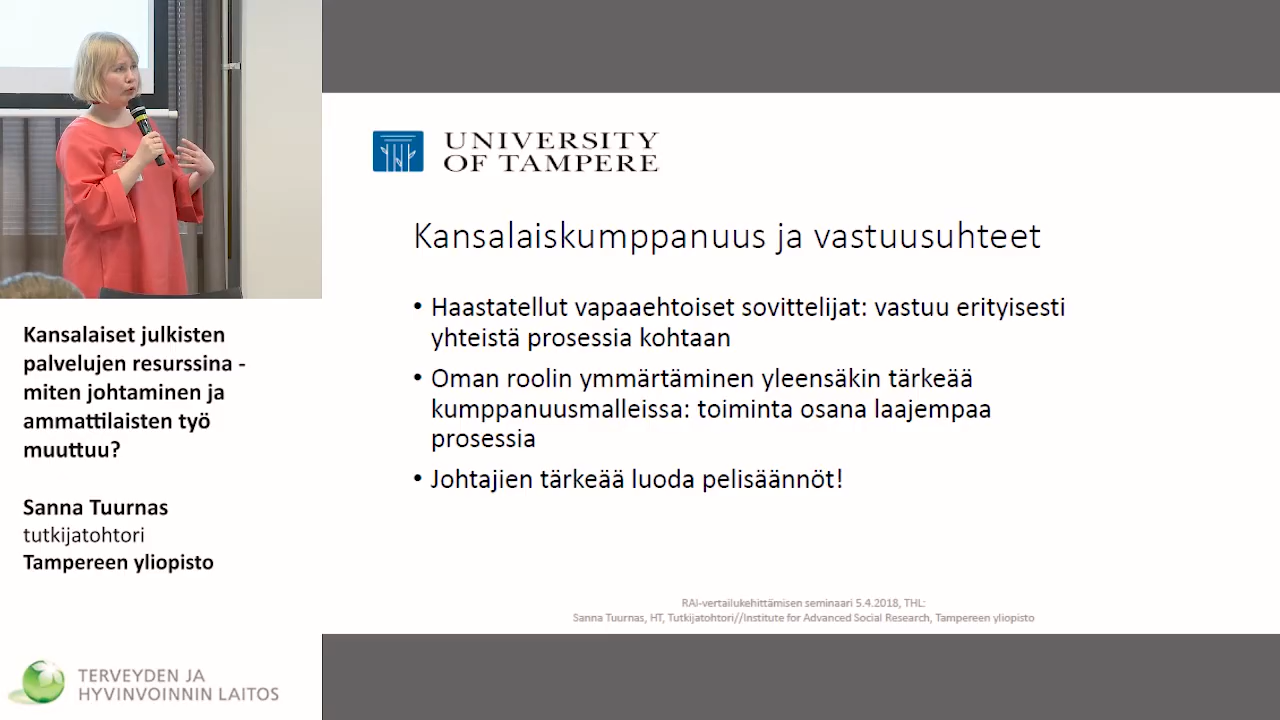 Kansalaiset julkisten
palvelujen resurssina -
miten johtaminen ja
ammattilaisten työ
muuttuu?
Sanna Tuurnas
tutkijatohtori
Tampereen yliopisto
TERVEYDEN JA
HYVINVOINNIN LAITOS
UNIVERSITY
OF TAMPERE
Kansalaiskumppanuus ja vastuusuhteet
• Haastatellut vapaaehtoiset sovittelijat: vastuu erityisesti
yhteistä prosessia kohtaan
• Oman roolin ymmärtäminen yleensäkin tärkeää
kumppanuusmalleissa: toiminta osana laajempaa
prosessia
• Johtajien tärkeää luoda pelisäännöt!
RAI-vertailukehittämisen seminaari 5.4.2018, THL:
Sanna Tuurnas, HT, Tutkijatohtori//Institute for Advanced Social Research, Tampereen yliopisto